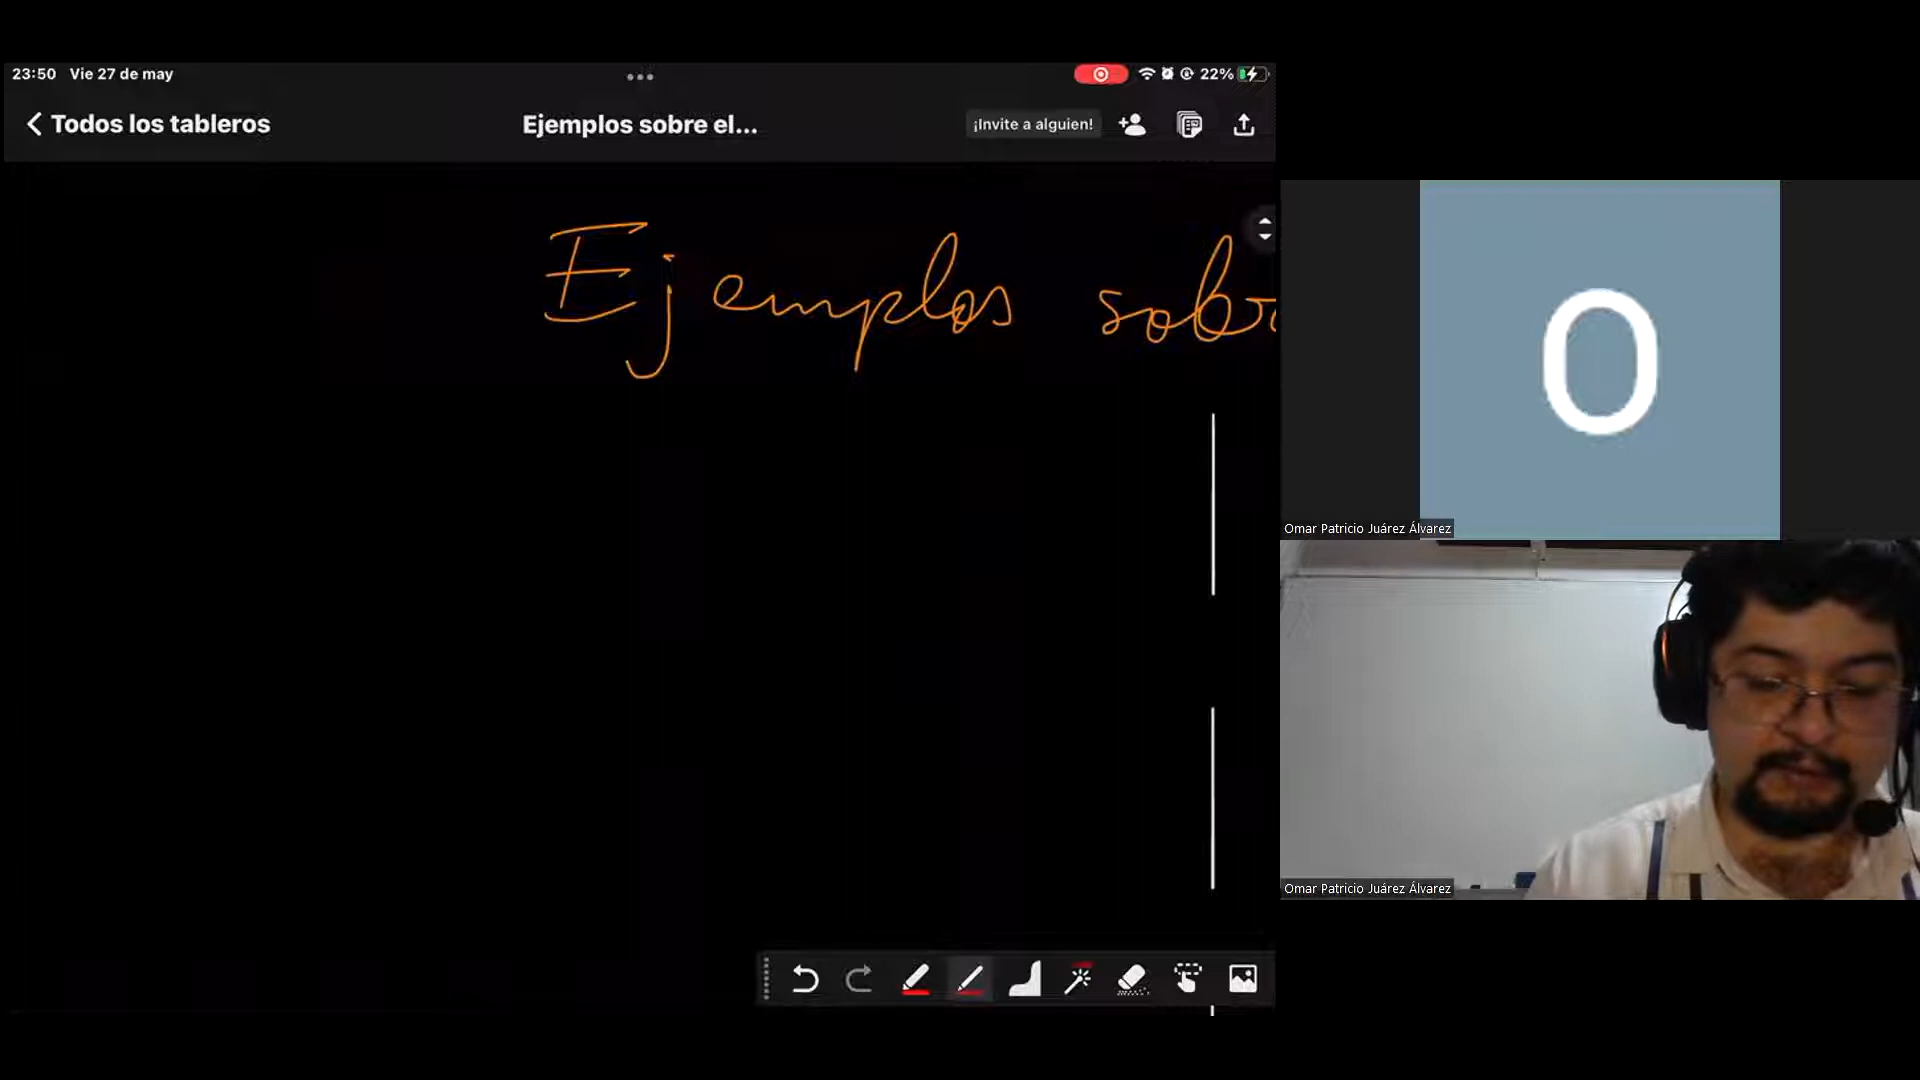 23:50 Vie 27 de may
22%
Todos los tableros
Ejemplos sobre el...
¡Invite a alguien!
Ejemplos sobre
O
Omar Patricio Juárez Álvarez
Omar Patricio Juárez Álvarez